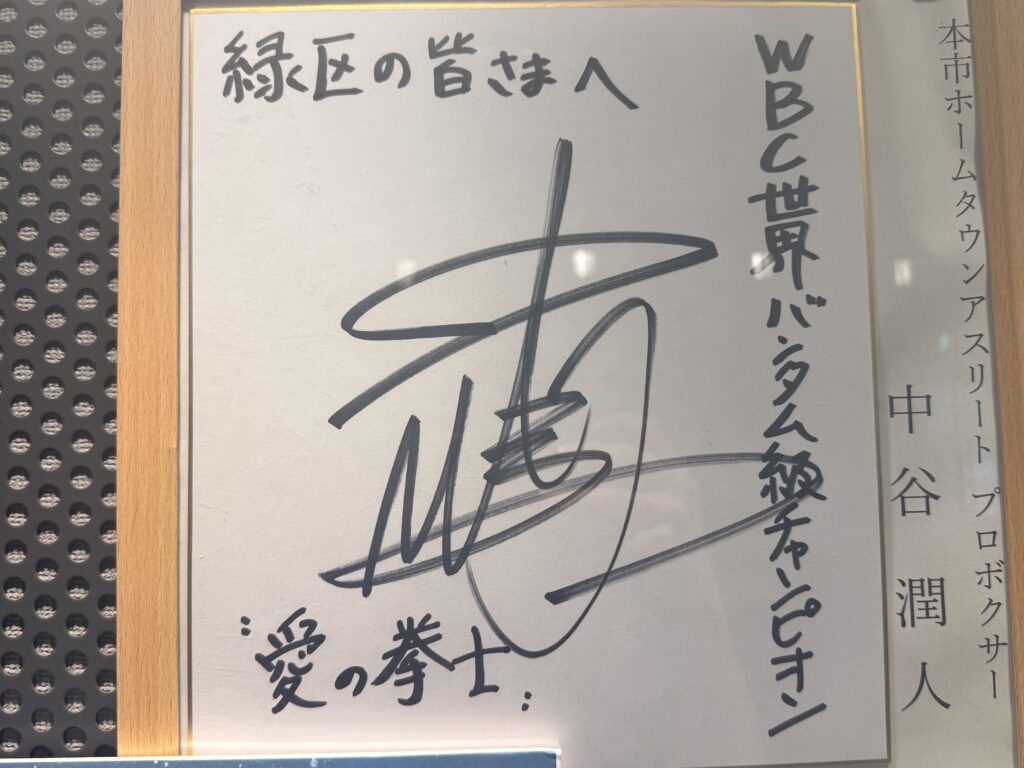 本市ホームタウンアスリート プロボクサー
中谷 潤人
WBC世界バンタム級チャンピオン
緑区の皆さまへ
愛の拳士